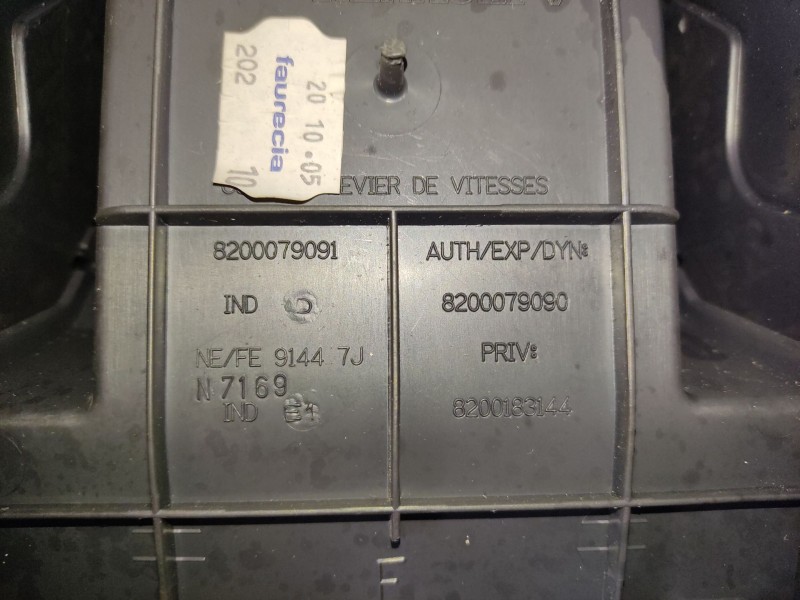 20 10.05
faurecia
202 10
LEVIER DE VITESSES
8200079091
IND
NE/FE 9144 7J
N 7169
IND E4
AUTH/EXP/DYN:
8200079090
PRIV:
8200183144
F